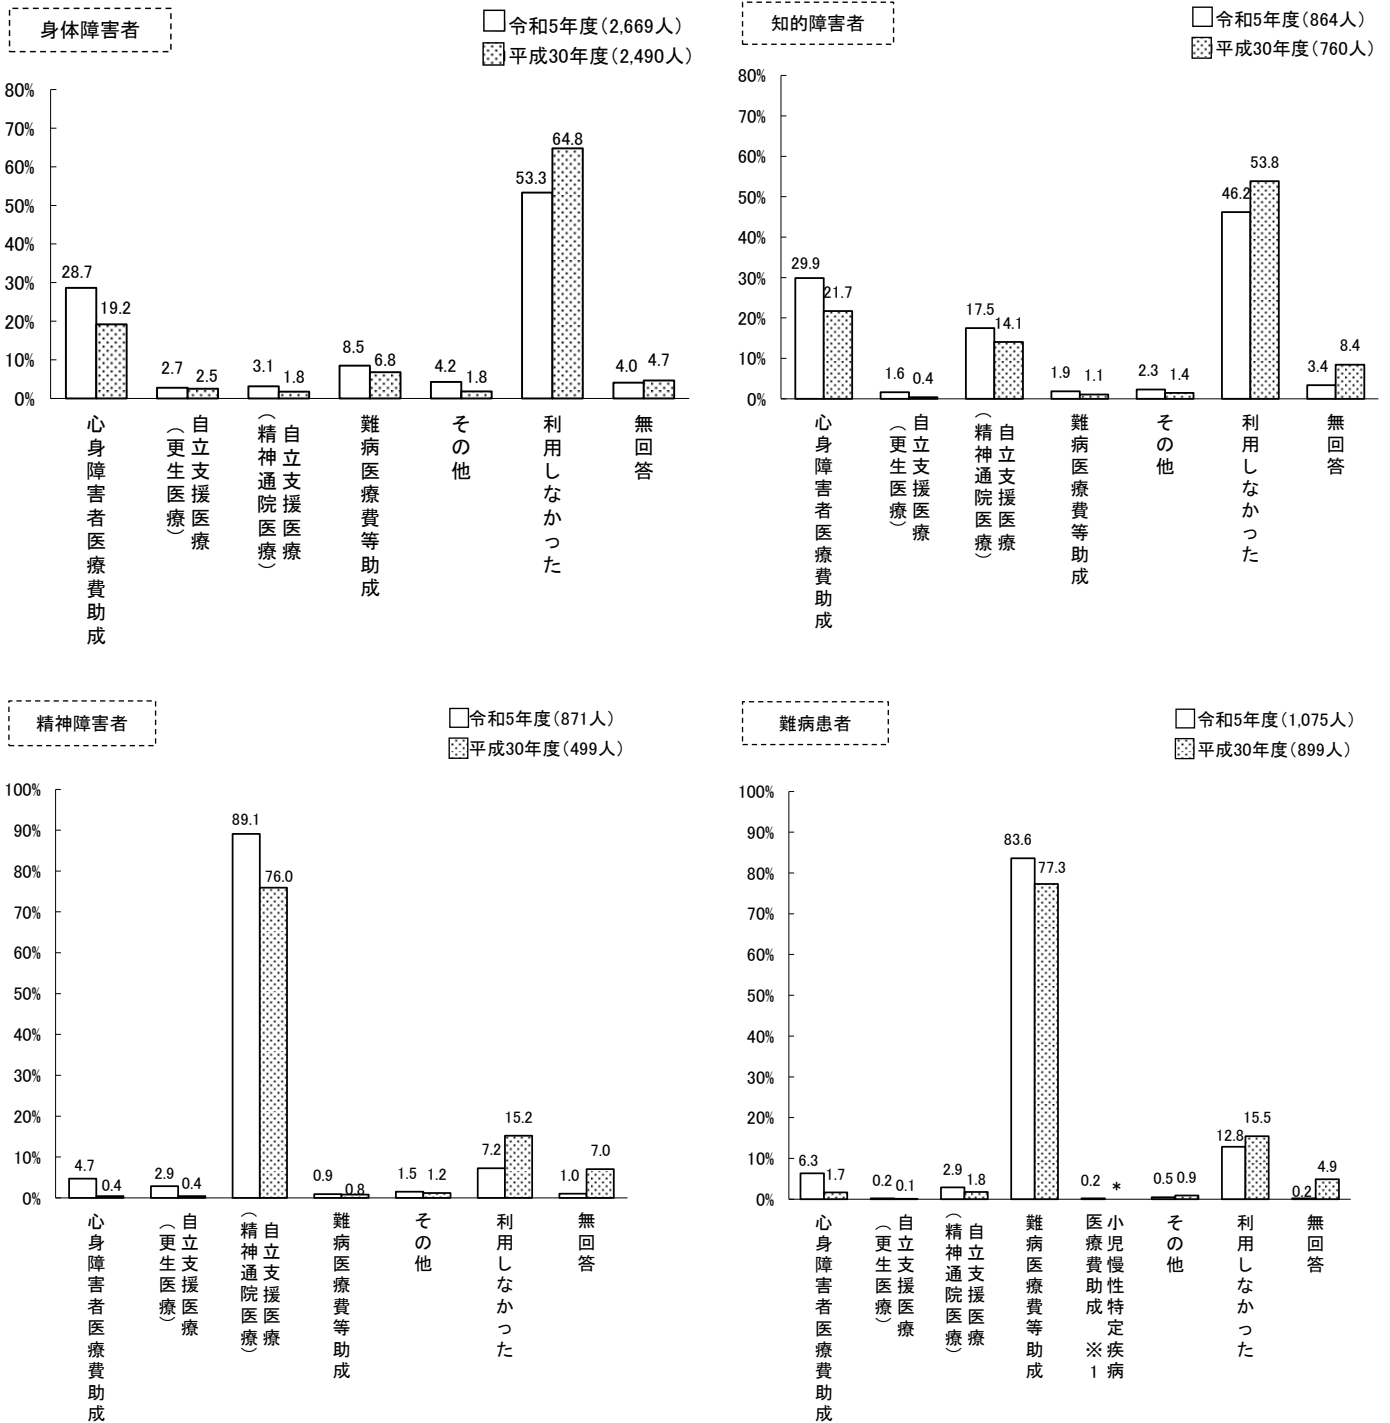 身体障害者
令和5年度(2,669人)
平成30年度(2,490人)
80%
70%
60%
50%
40%
30%
20%
10%
0%
28.7
19.2
2.7
2.5
3.1
1.8
8.5
6.8
4.2
1.8
53.3
64.8
4.0
4.7
心身障害者医療費助成
自立支援医療
(更生医療)
自立支援医療
(精神通院医療)
難病医療費等助成
その他
利用しなかった
無回答
知的障害者
令和5年度(864人)
平成30年度(760人)
80%
70%
60%
50%
40%
30%
20%
10%
0%
29.9
21.7
1.6
0.4
17.5
14.1
1.9
1.1
2.3
1.4
46.2
53.8
3.4
8.4
心身障害者医療費助成
自立支援医療
(更生医療)
自立支援医療
(精神通院医療)
難病医療費等助成
その他
利用しなかった
無回答
精神障害者
令和5年度(871人)
平成30年度(499人)
100%
90%
80%
70%
60%
50%
40%
30%
20%
10%
0%
4.7
0.4
2.9
0.4
89.1
76.0
0.9
0.8
1.5
1.2
7.2
15.2
1.0
7.0
心身障害者医療費助成
自立支援医療
(更生医療)
自立支援医療
(精神通院医療)
難病医療費等助成
その他
利用しなかった
無回答
難病患者
令和5年度(1,075人)
平成30年度(899人)
100%
90%
80%
70%
60%
50%
40%
30%
20%
10%
0%
6.3
1.7
0.2
0.1
2.9
1.8
83.6
77.3
0.2
*
0.5
0.9
12.8
15.5
0.2
4.9
心身障害者医療費助成
自立支援医療
(更生医療)
自立支援医療
(精神通院医療)
難病医療費等助成
小児慢性特定疾病
医療費助成 ※1
その他
利用しなかった
無回答